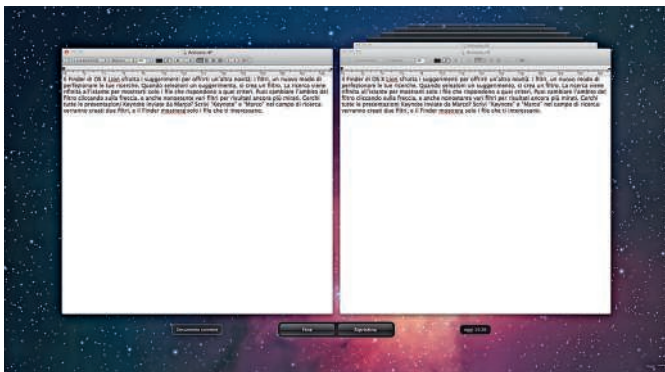 Il Finder di OS X Lion sfrutta i suggerimenti per offrirti un'altra novità: i filtri, un nuovo modo di
perfezionare le tue ricerche. Quando selezioni un suggerimento, si crea un filtro. La ricerca viene
rifinita all'istante per mostrarti solo i file che rispondono a quei criteri. Puoi cambiare l'ambito del
filtro cliccando sulla freccia, e anche
vari filtri per risultati ancora più mirati. Cerchi
tutte le presentazioni Keynote inviate da Marco? Scrivi "Keynote" e "Marco" nel campo di ricerca:
verranno creati due filtri, e il Finder mostrerà solo i file che ti interessano.
Il Finder di OS X Lion sfrutta i suggerimenti per offrirti un'altra novità: i filtri, un nuovo modo di
perfezionare le tue ricerche. Quando selezioni un suggerimento, si crea un filtro. La ricerca viene
rifinita all'istante per mostrarti solo i file che rispondono a quei criteri. Puoi cambiare l'ambito del
filtro cliccando sulla freccia, e anche
vari filtri per risultati ancora più mirati. Cerchi
tutte le presentazioni Keynote inviate da Marco? Scrivi "Keynote" e "Marco" nel campo di ricerca:
verranno creati due filtri, e il Finder mostrerà solo i file che ti interessano.
Documento corrente
Fine
Ripristina